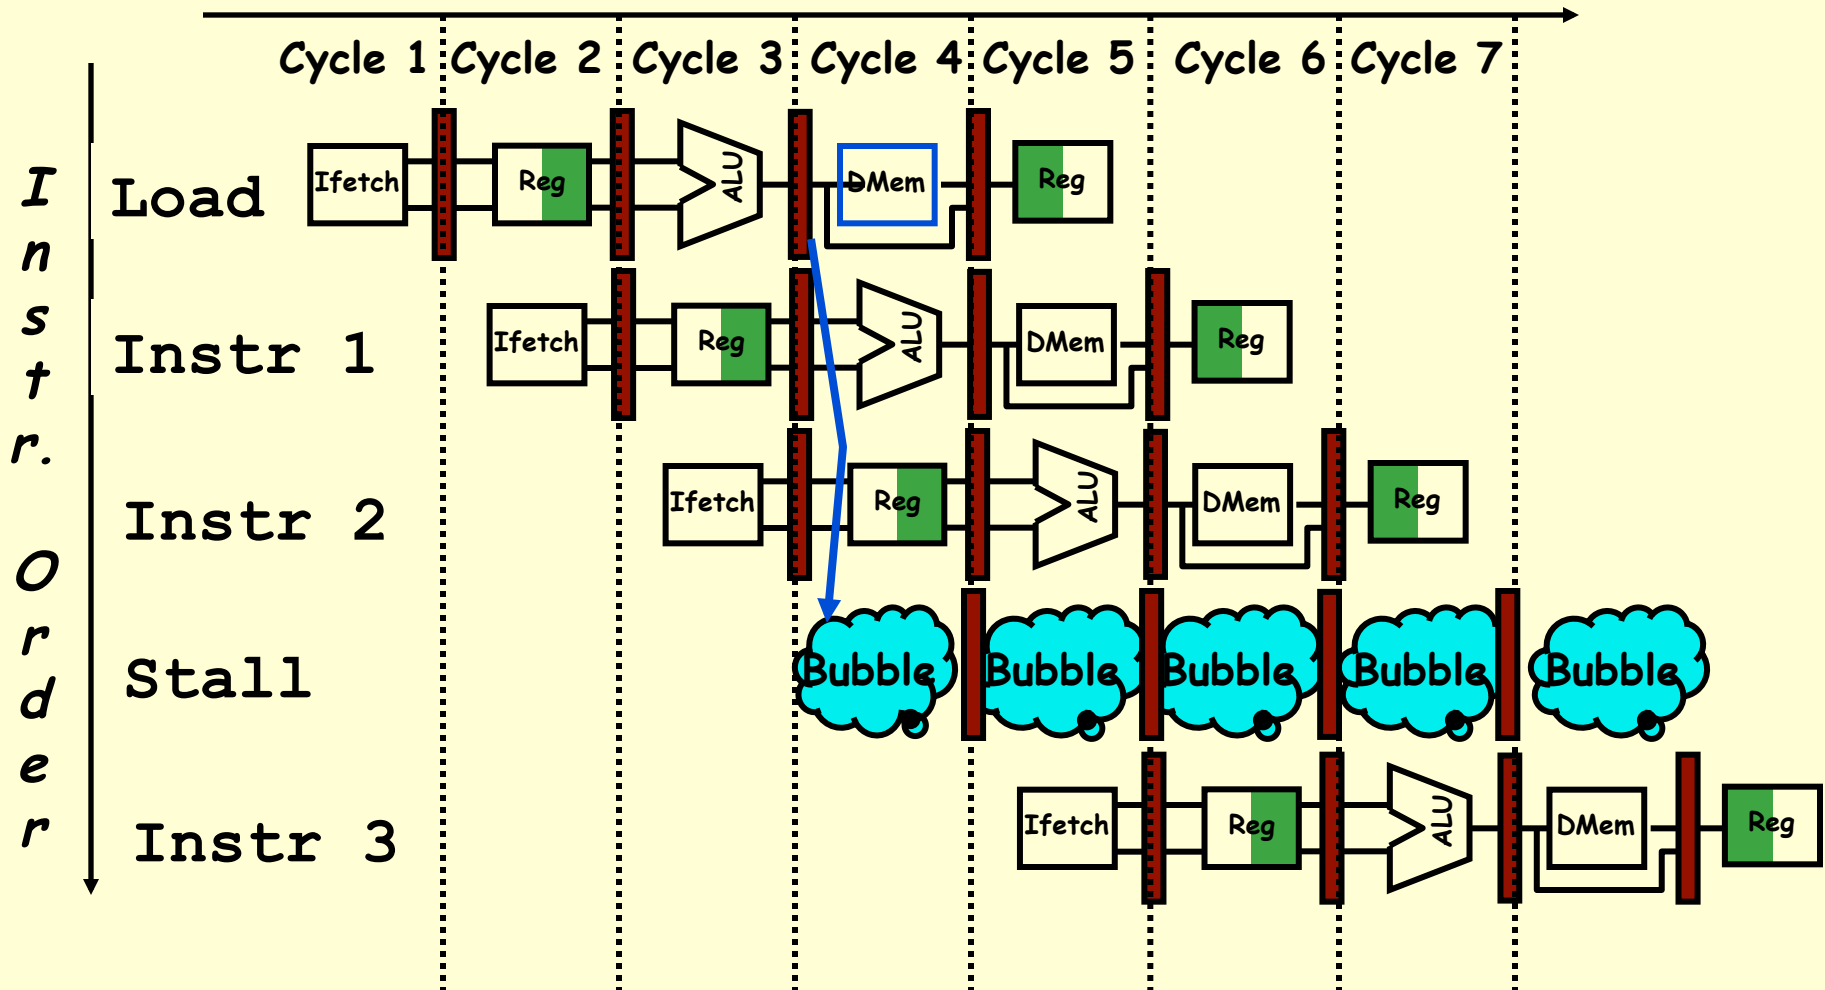 Cycle 1 Cycle 2 Cycle 3 Cycle 4 Cycle 5 Cycle 6 Cycle 7
Instr. Order
Load Ifetch Reg ALU DMem Reg
Instr 1 Ifetch Reg ALU DMem Reg
Instr 2 Ifetch Reg ALU DMem Reg
Stall Bubble Bubble Bubble Bubble Bubble
Instr 3 Ifetch Reg ALU DMem Reg